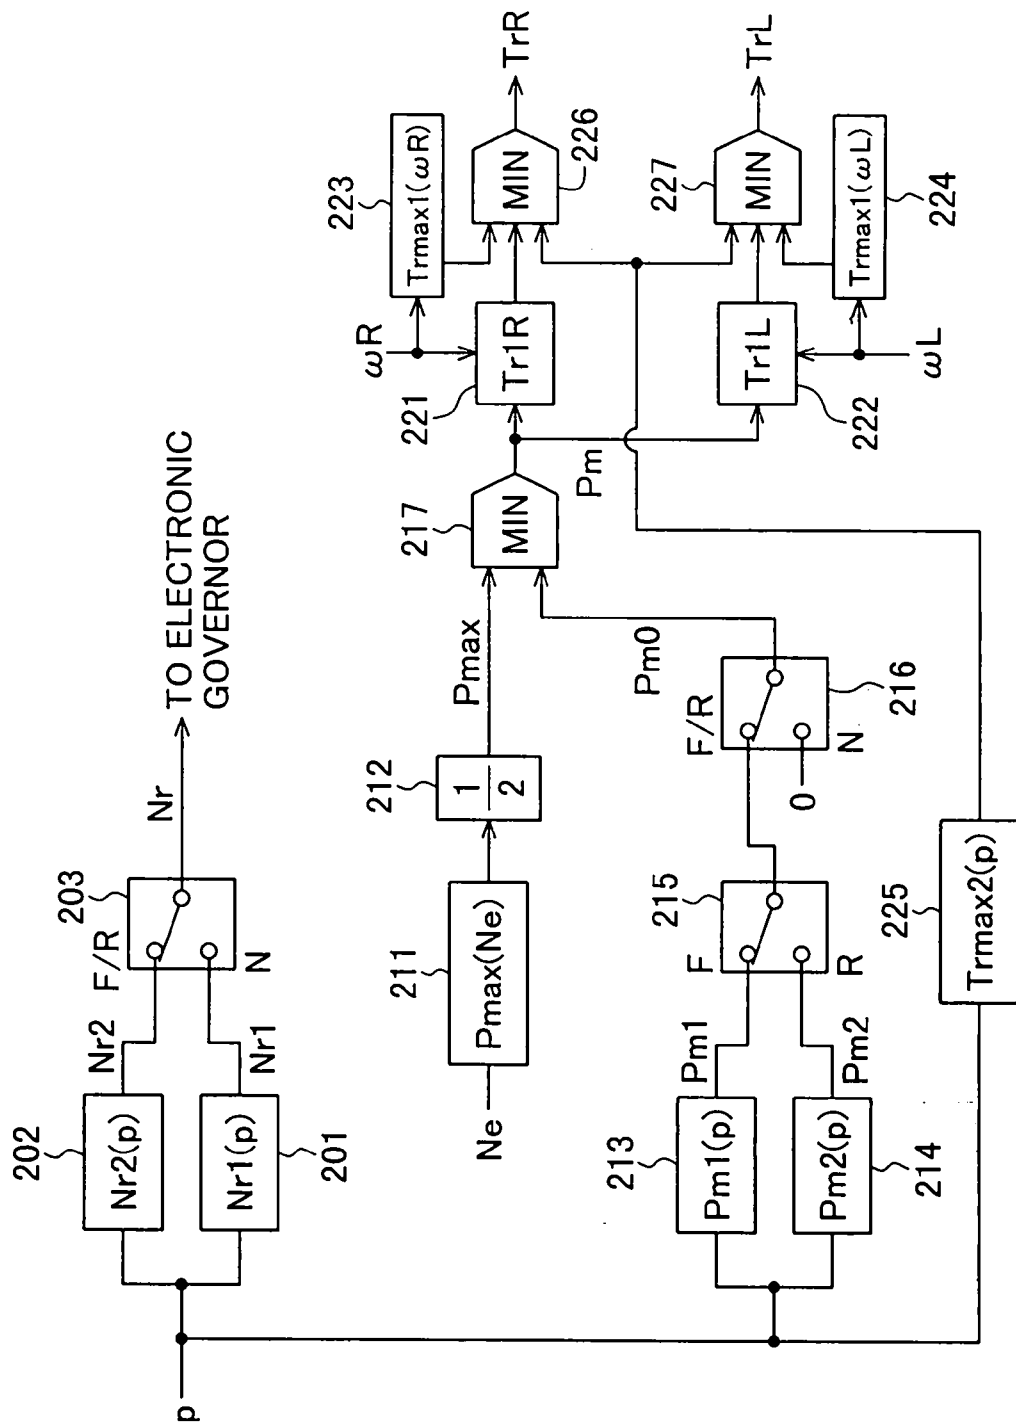 p
202
Nr2(p)
Nr2
Nr1(p)
201
Nr1
F/R
203
N
Nr
TO ELECTRONIC
GOVERNOR
Ne
211
Pmax(Ne)
212
1
2
Pmax
213
Pm1(p)
Pm1
Pm2(p)
214
Pm2
F
215
R
F/R
216
0
N
Pm0
217
MIN
Pm
ωR
221
Tr1R
223
Trmax1(ωR)
MIN
226
TrR
Tr1L
222
ωL
227
MIN
TrL
Trmax1(ωL)
224
225
Trmax2(p)